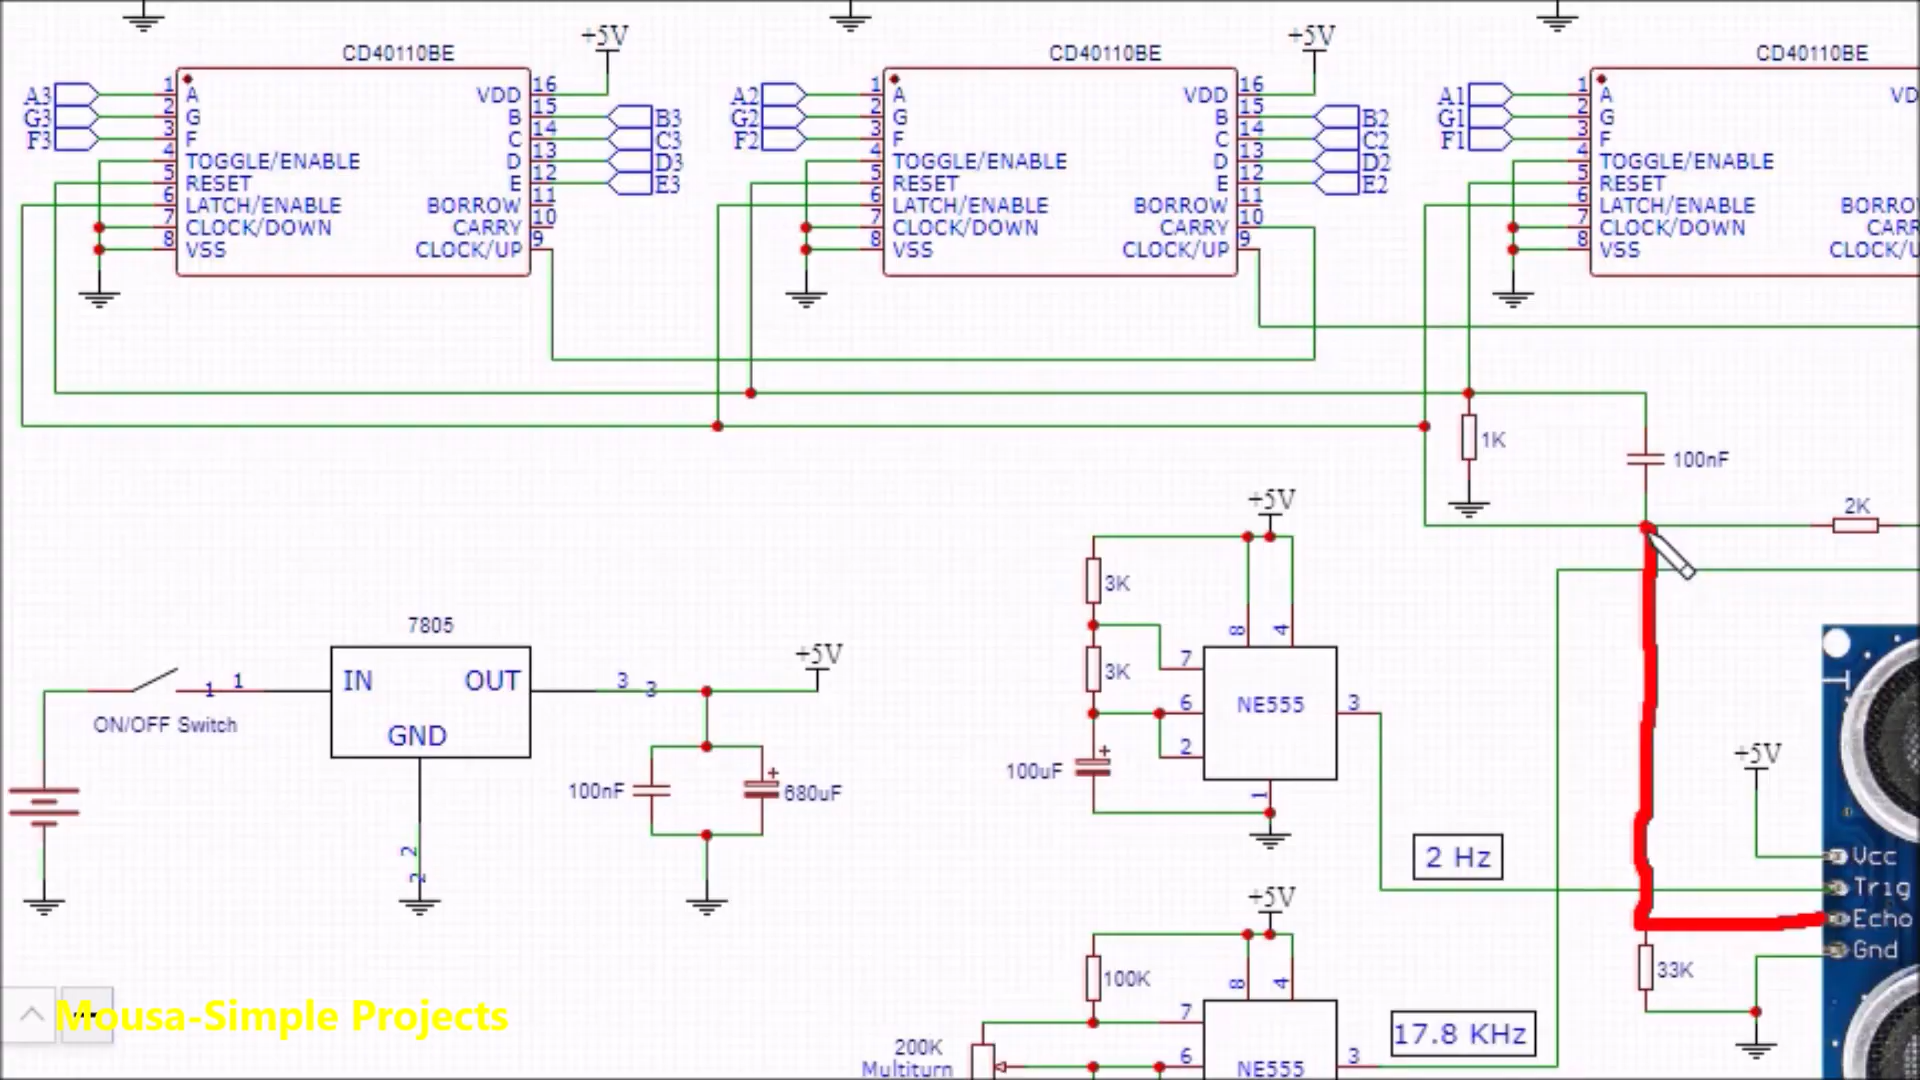 CD40110BE
+5V
A3 1 A VDD 16
G3 2 G B 15 B3
F3 3 F C 14 C3
4 TOGGLE/ENABLE D 13 D3
5 RESET E 12 E3
6 LATCH/ENABLE BORROW 11
7 CLOCK/DOWN CARRY 10
8 VSS CLOCK/UP 9
CD40110BE
+5V
A2 1 A VDD 16
G2 2 G B 15 B2
F2 3 F C 14 C2
4 TOGGLE/ENABLE D 13 D2
5 RESET E 12 E2
6 LATCH/ENABLE BORROW 11
7 CLOCK/DOWN CARRY 10
8 VSS CLOCK/UP 9
CD40110BE
A1 1 A VD
G1 2 G
F1 3 F
4 TOGGLE/ENABLE
5 RESET
6 LATCH/ENABLE BORRO
7 CLOCK/DOWN CARR
8 VSS CLOCK/U
1K
100nF
2K
7805
IN OUT
GND
1 1
3 3
+5V
ON/OFF Switch
2 2
100nF
680uF
+5V
3K
3K
8 4
7
6
2
NE555
3
1
100uF
2 Hz
+5V
Vcc
Trig
Echo
Gnd
T
33K
+5V
100K
8 4
7
6
NE555
3
200K
Multiturn
17.8 KHz
Mousa-Simple Projects